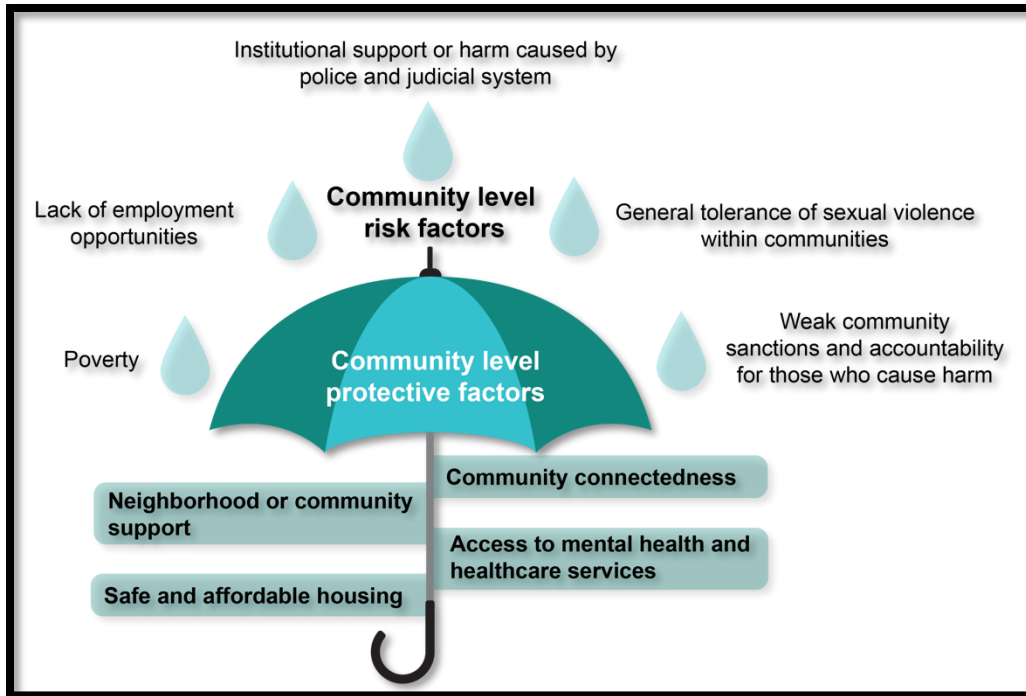 Institutional support or harm caused by
police and judicial system
Community level
risk factors
Lack of employment
opportunities
General tolerance of sexual violence
within communities
Poverty
Weak community
sanctions and accountability
for those who cause harm
Community level
protective factors
Community connectedness
Neighborhood or community
support
Access to mental health and
healthcare services
Safe and affordable housing